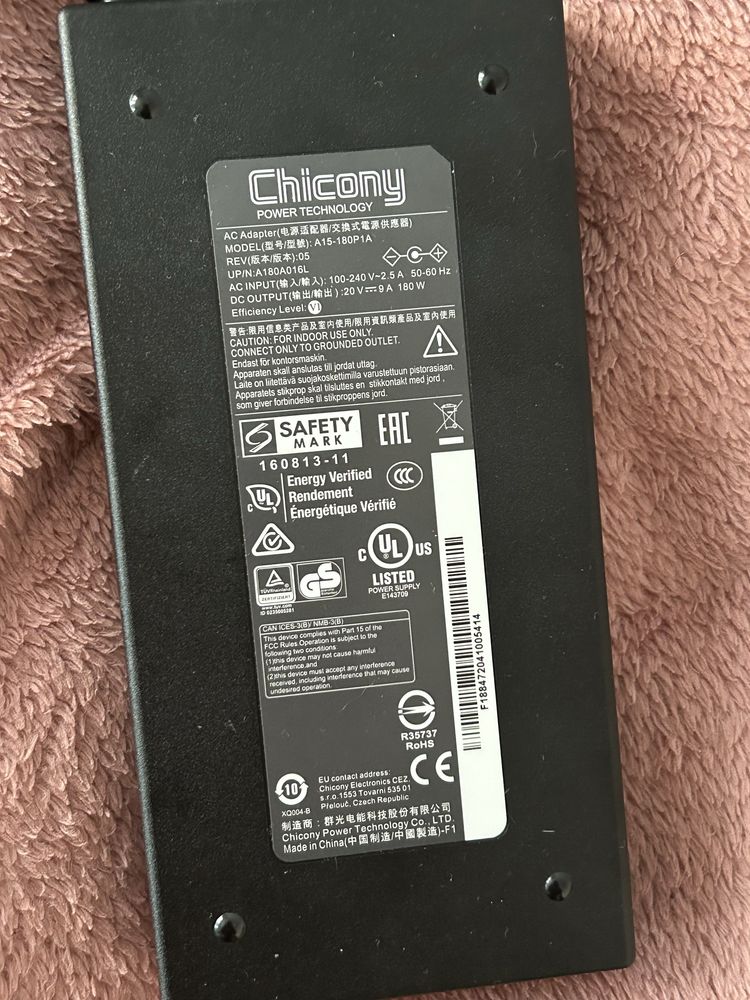 Chicony
POWER TECHNOLOGY
AC Adapter(电源适配器/交換式電源供應器)
MODEL(型号/型號): A15-180P1A
REV(版本/版本):05
UP/N:A180A016L
AC INPUT(输入/輸入): 100-240 V~2.5 A 50-60 Hz
DC OUTPUT(输出/輸出):20 V⎓9 A 180 W
Efficiency Level: VI
警告:限用信息类产品及室内使用/限用資訊類產品及室內使用
CAUTION: FOR INDOOR USE ONLY.
CONNECT ONLY TO GROUNDED OUTLET.
Endast för kontorsmaskin.
Apparaten skall anslutas till jordat uttag.
Laite on liitettävä suojakoskettimilla varustettuun pistorasiaan.
Apparatets stikprop skal tilsluttes en stikkontakt med jord ,
som giver forbindelse til stikproppens jord.
SAFETY
MARK
EAC
160813-11
C UL
Energy Verified
Rendement
Énergétique Vérifié
CCC
TÜVRheinland
ZERTIFIZIERT
www.tuv.com
ID 0235005281
GS
C UL US
LISTED
POWER SUPPLY
E143709
CAN ICES-3(B)/ NMB-3(B)
This device complies with Part 15 of the
FCC Rules Operation is subject to the
following two conditions
(1)this device may not cause harmful
interference,and
(2)this device must accept any interference
received, including interference that may cause
undesired operation.
F188472041005414
R35737
RoHS
CE
10
XQ004-B
EU contact address:
Chicony Electronics CEZ.
s.r.o.1553 Tovarni 535 01
Přelouč, Czech Republic
制造商：群光电能科技股份有限公司
Chicony Power Technology Co., LTD.
Made in China(中国制造/中國製造)-F1